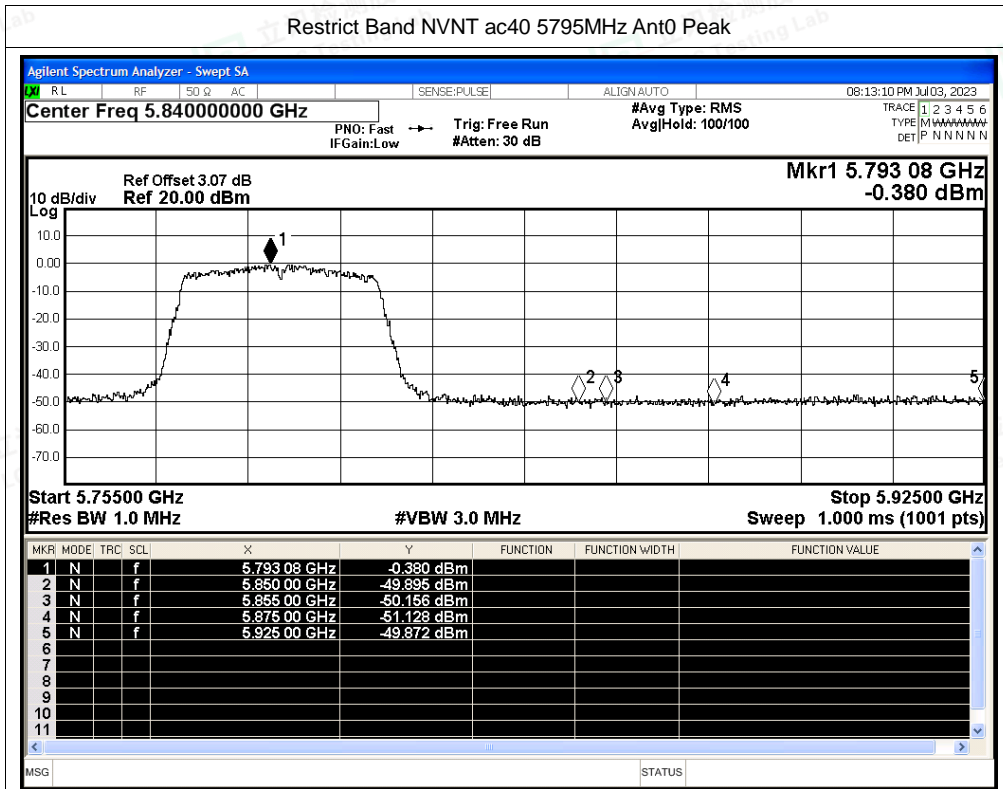 Restrict Band NVNT ac40 5795MHz Ant0 Peak
Agilent Spectrum Analyzer - Swept SA
LXI RL RF 50 Ω AC SENSE:PULSE ALIGN AUTO 08:13:10 PM Jul 03, 2023
Center Freq 5.840000000 GHz #Avg Type: RMS TRACE 1 2 3 4 5 6
PNO: Fast Trig: Free Run Avg|Hold: 100/100 TYPE M
IFGain:Low #Atten: 30 dB DET P N N N N N
Mkr1 5.793 08 GHz
Ref Offset 3.07 dB
10 dB/div Ref 20.00 dBm -0.380 dBm
Log
10.0
1
0.00
-10.0
-20.0
-30.0
-40.0
2 3 4 5
-50.0
-60.0
-70.0
Start 5.75500 GHz Stop 5.92500 GHz
#Res BW 1.0 MHz #VBW 3.0 MHz Sweep 1.000 ms (1001 pts)
MKR MODE TRC SCL X Y FUNCTION FUNCTION WIDTH FUNCTION VALUE
1 N f 5.793 08 GHz -0.380 dBm
2 N f 5.850 00 GHz -49.895 dBm
3 N f 5.855 00 GHz -50.156 dBm
4 N f 5.875 00 GHz -51.128 dBm
5 N f 5.925 00 GHz -49.872 dBm
6
7
8
9
10
11
MSG STATUS